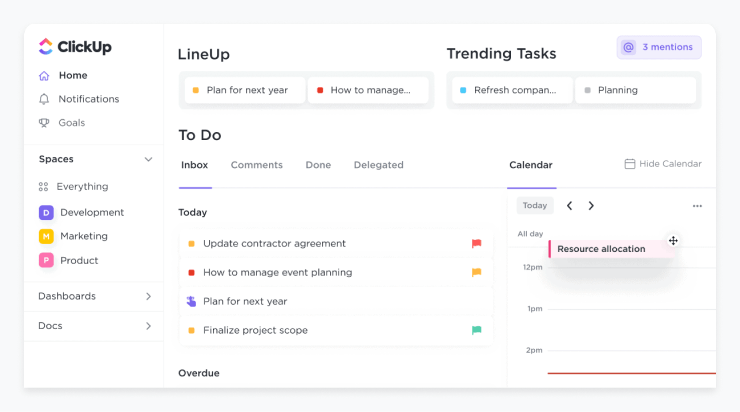 ClickUp
Home
Notifications
Goals
Spaces
Everything
D Development
M Marketing
P Product
Dashboards
Docs
LineUp
Plan for next year
How to manage...
Trending Tasks
@ 3 mentions
Refresh compan...
Planning
To Do
Inbox Comments Done Delegated
Today
Update contractor agreement
How to manage event planning
Plan for next year
Finalize project scope
Overdue
Calendar
Hide Calendar
Today
All day
Resource allocation
12pm
1pm
2pm